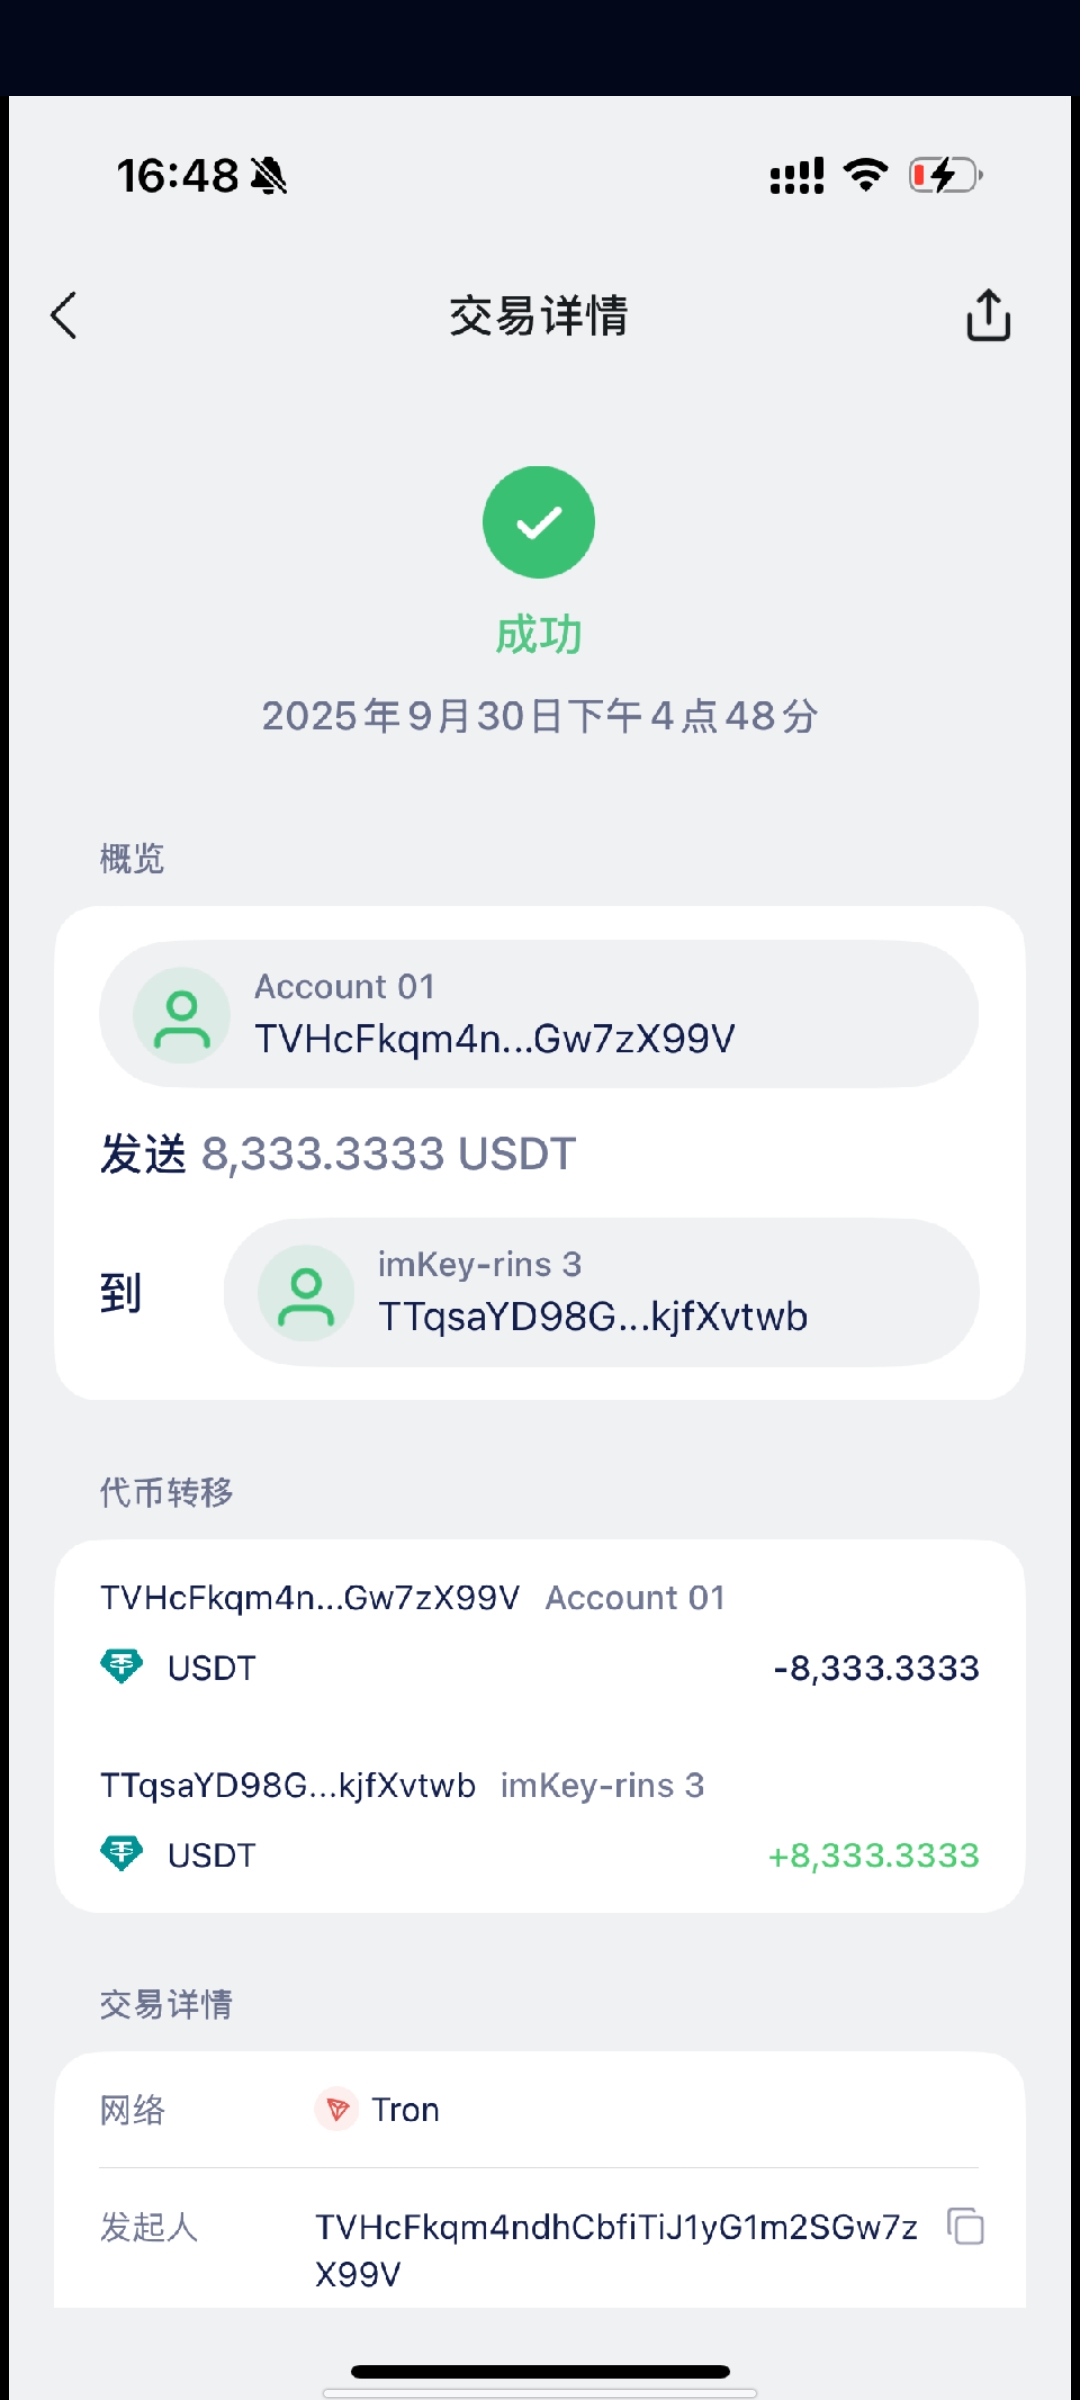 16:48
交易详情
成功
2025年9月30日下午4点48分
概览
Account 01
TVHcFkqm4n...Gw7zX99V
发送 8,333.3333 USDT
到
imKey-rins 3
TTqsaYD98G...kjfXvtwb
代币转移
TVHcFkqm4n...Gw7zX99V Account 01
USDT -8,333.3333
TTqsaYD98G...kjfXvtwb imKey-rins 3
USDT +8,333.3333
交易详情
网络 Tron
发起人 TVHcFkqm4ndhCbfiTiJ1yG1m2SGw7z
X99V